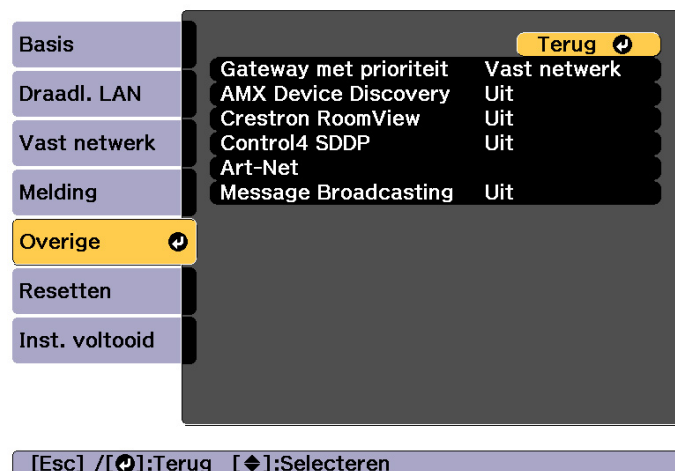 Basis
Draadl. LAN
Vast netwerk
Melding
Overige
Resetten
Inst. voltooid
Terug
Gateway met prioriteit Vast netwerk
AMX Device Discovery Uit
Crestron RoomView Uit
Control4 SDDP Uit
Art-Net
Message Broadcasting Uit
[Esc] /[⏎]:Terug [◆]:Selecteren